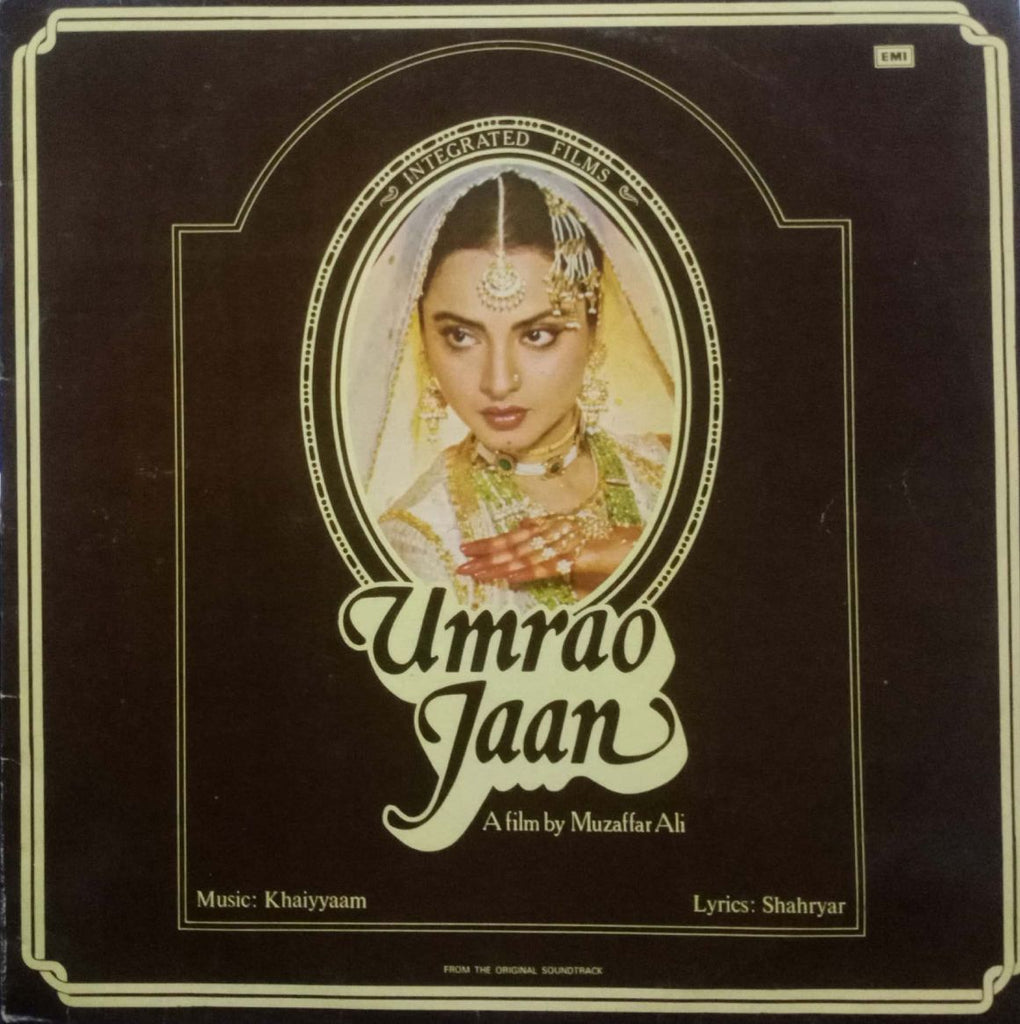 EMI
INTEGRATED FILMS
Umrao
Jaan
A film by Muzaffar Ali
Music: Khaiyyaam
Lyrics: Shahryar
FROM THE ORIGINAL SOUNDTRACK